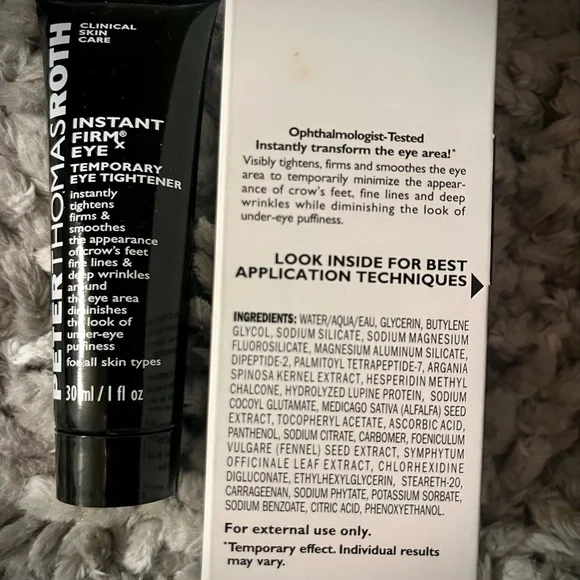 PETERTHOMASROTH
CLINICAL
SKIN
CARE
INSTANT
FIRMx®
EYE
TEMPORARY
EYE TIGHTENER
instantly
tightens
firms &
smoothes
the appearance
of crow's feet
fine lines &
deep wrinkles
around
the eye area
diminishes
the look of
under-eye
puffiness
for all skin types
30 ml / 1 fl oz
Ophthalmologist-Tested
Instantly transform the eye area!*
Visibly tightens, firms and smoothes the eye
area to temporarily minimize the appear-
ance of crow's feet, fine lines and deep
wrinkles while diminishing the look of
under-eye puffiness.
LOOK INSIDE FOR BEST
APPLICATION TECHNIQUES
INGREDIENTS: WATER/AQUA/EAU, GLYCERIN, BUTYLENE
GLYCOL, SODIUM SILICATE, SODIUM MAGNESIUM
FLUOROSILICATE, MAGNESIUM ALUMINUM SILICATE,
DIPEPTIDE-2, PALMITOYL TETRAPEPTIDE-7, ARGANIA
SPINOSA KERNEL EXTRACT, HESPERIDIN METHYL
CHALCONE, HYDROLYZED LUPINE PROTEIN, SODIUM
COCOYL GLUTAMATE, MEDICAGO SATIVA (ALFALFA) SEED
EXTRACT, TOCOPHERYL ACETATE, ASCORBIC ACID,
PANTHENOL, SODIUM CITRATE, CARBOMER, FOENICULUM
VULGARE (FENNEL) SEED EXTRACT, SYMPHYTUM
OFFICINALE LEAF EXTRACT, CHLORHEXIDINE
DIGLUCONATE, ETHYLHEXYLGLYCERIN, STEARETH-20,
CARRAGEENAN, SODIUM PHYTATE, POTASSIUM SORBATE,
SODIUM BENZOATE, CITRIC ACID, PHENOXYETHANOL.
For external use only.
*Temporary effect. Individual results
may vary.